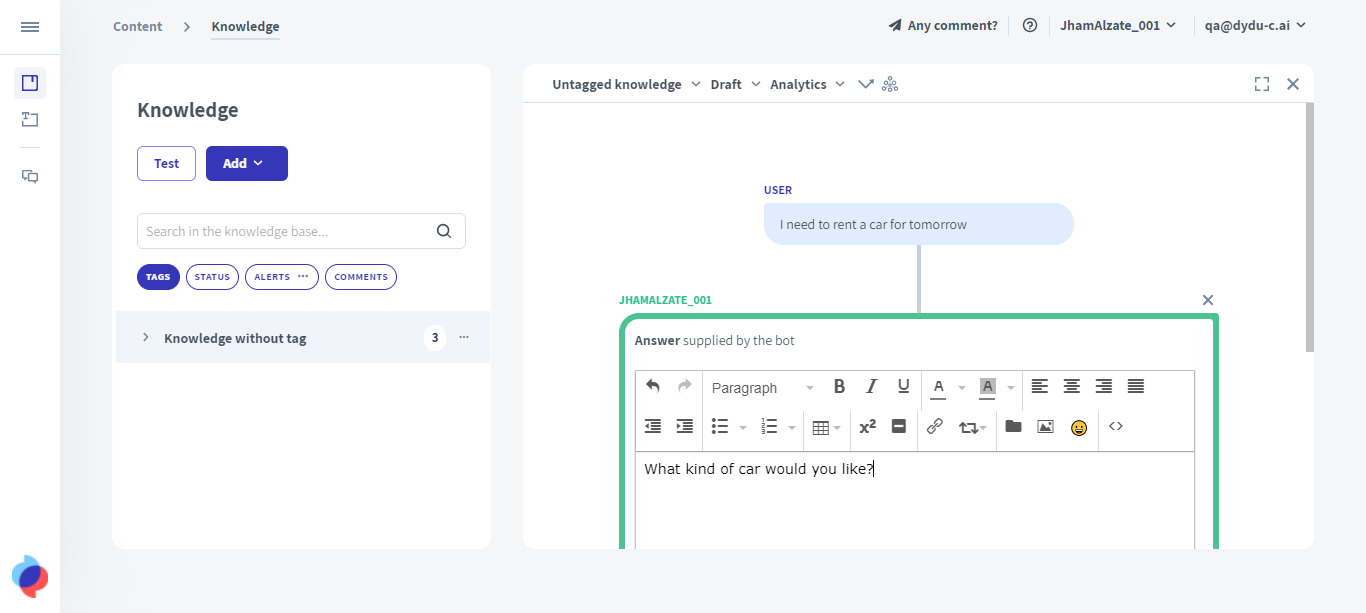 Content > Knowledge
Any comment? JhamAlzate_001 qa@dydu-c.ai
Knowledge
Test Add
Search in the knowledge base...
TAGS STATUS ALERTS ••• COMMENTS
Knowledge without tag 3 •••
Untagged knowledge Draft Analytics
USER
I need to rent a car for tomorrow
JHAMALZATE_001
Answer supplied by the bot
Paragraph B I U A A
x²
What kind of car would you like?